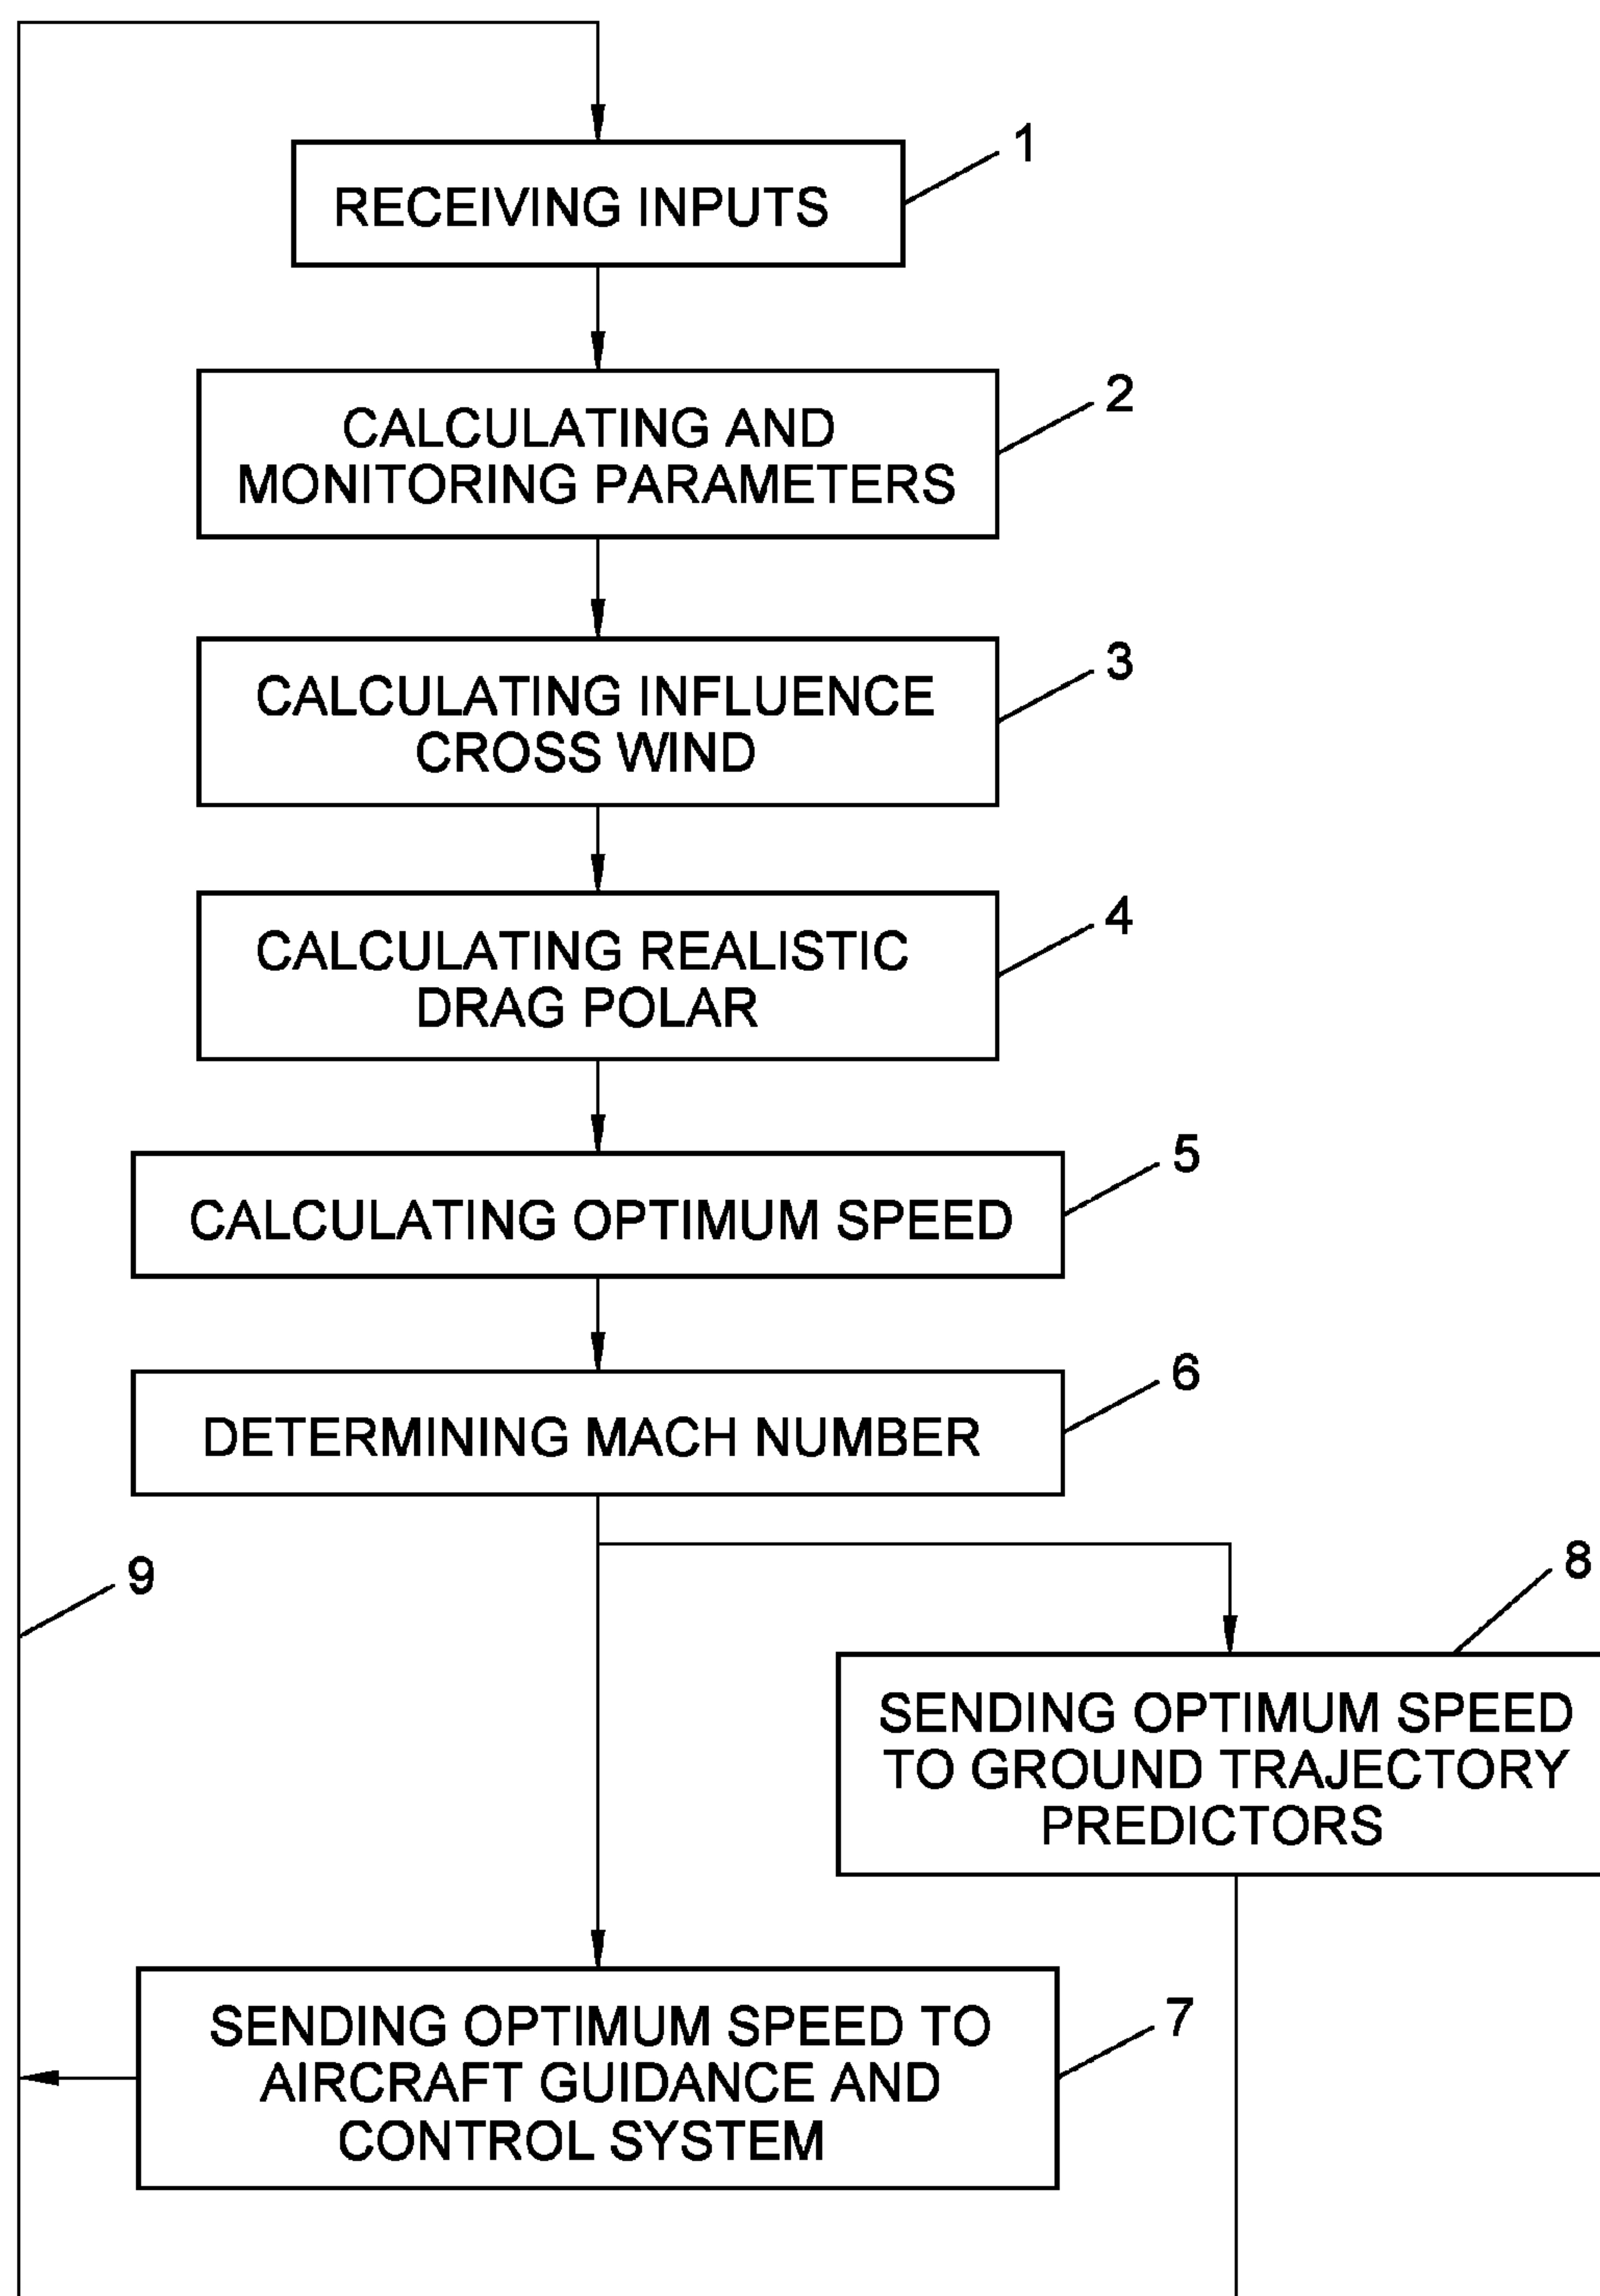 1
RECEIVING INPUTS
2
CALCULATING AND
MONITORING PARAMETERS
3
CALCULATING INFLUENCE
CROSS WIND
4
CALCULATING REALISTIC
DRAG POLAR
5
CALCULATING OPTIMUM SPEED
6
DETERMINING MACH NUMBER
9
8
SENDING OPTIMUM SPEED
TO GROUND TRAJECTORY
PREDICTORS
7
SENDING OPTIMUM SPEED TO
AIRCRAFT GUIDANCE AND
CONTROL SYSTEM